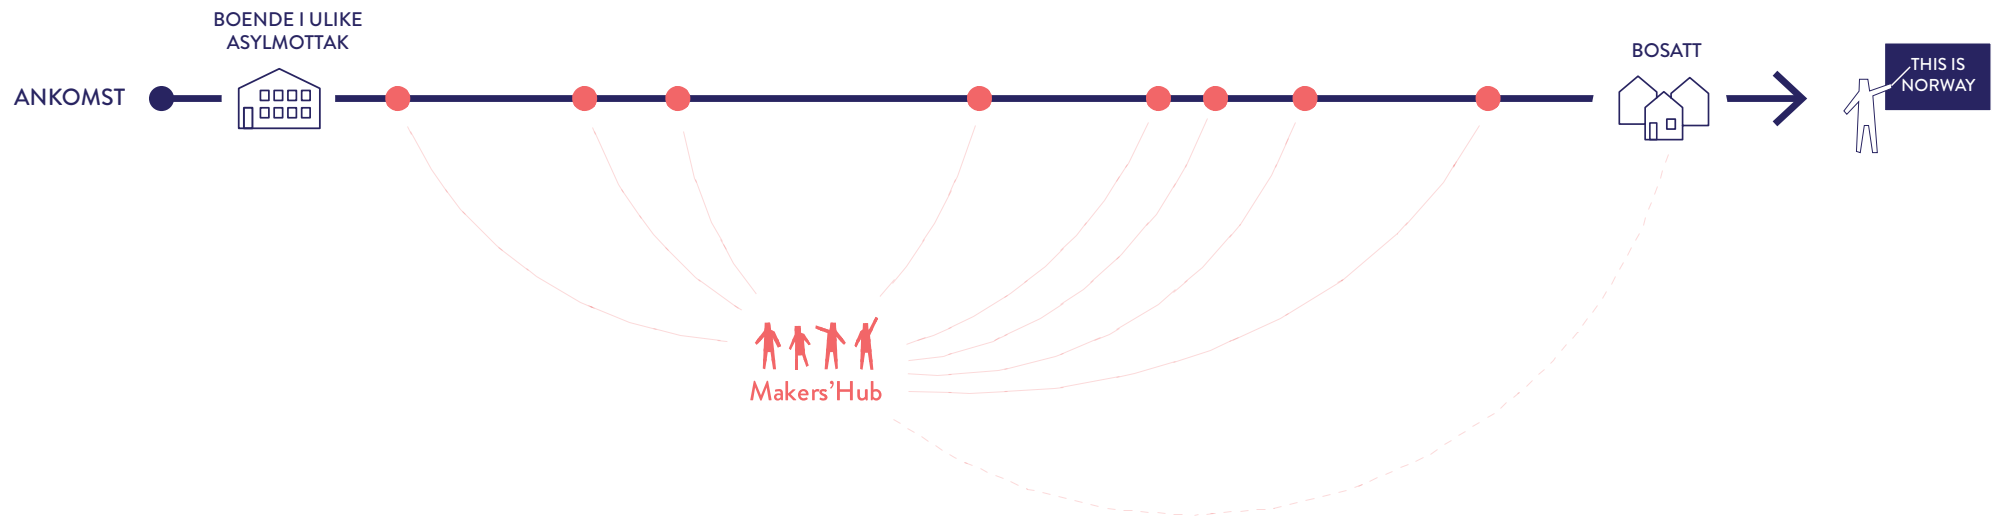 BOENDE I ULIKE
ASYLMOTTAK
ANKOMST
BOSATT
THIS IS
NORWAY
Makers'Hub